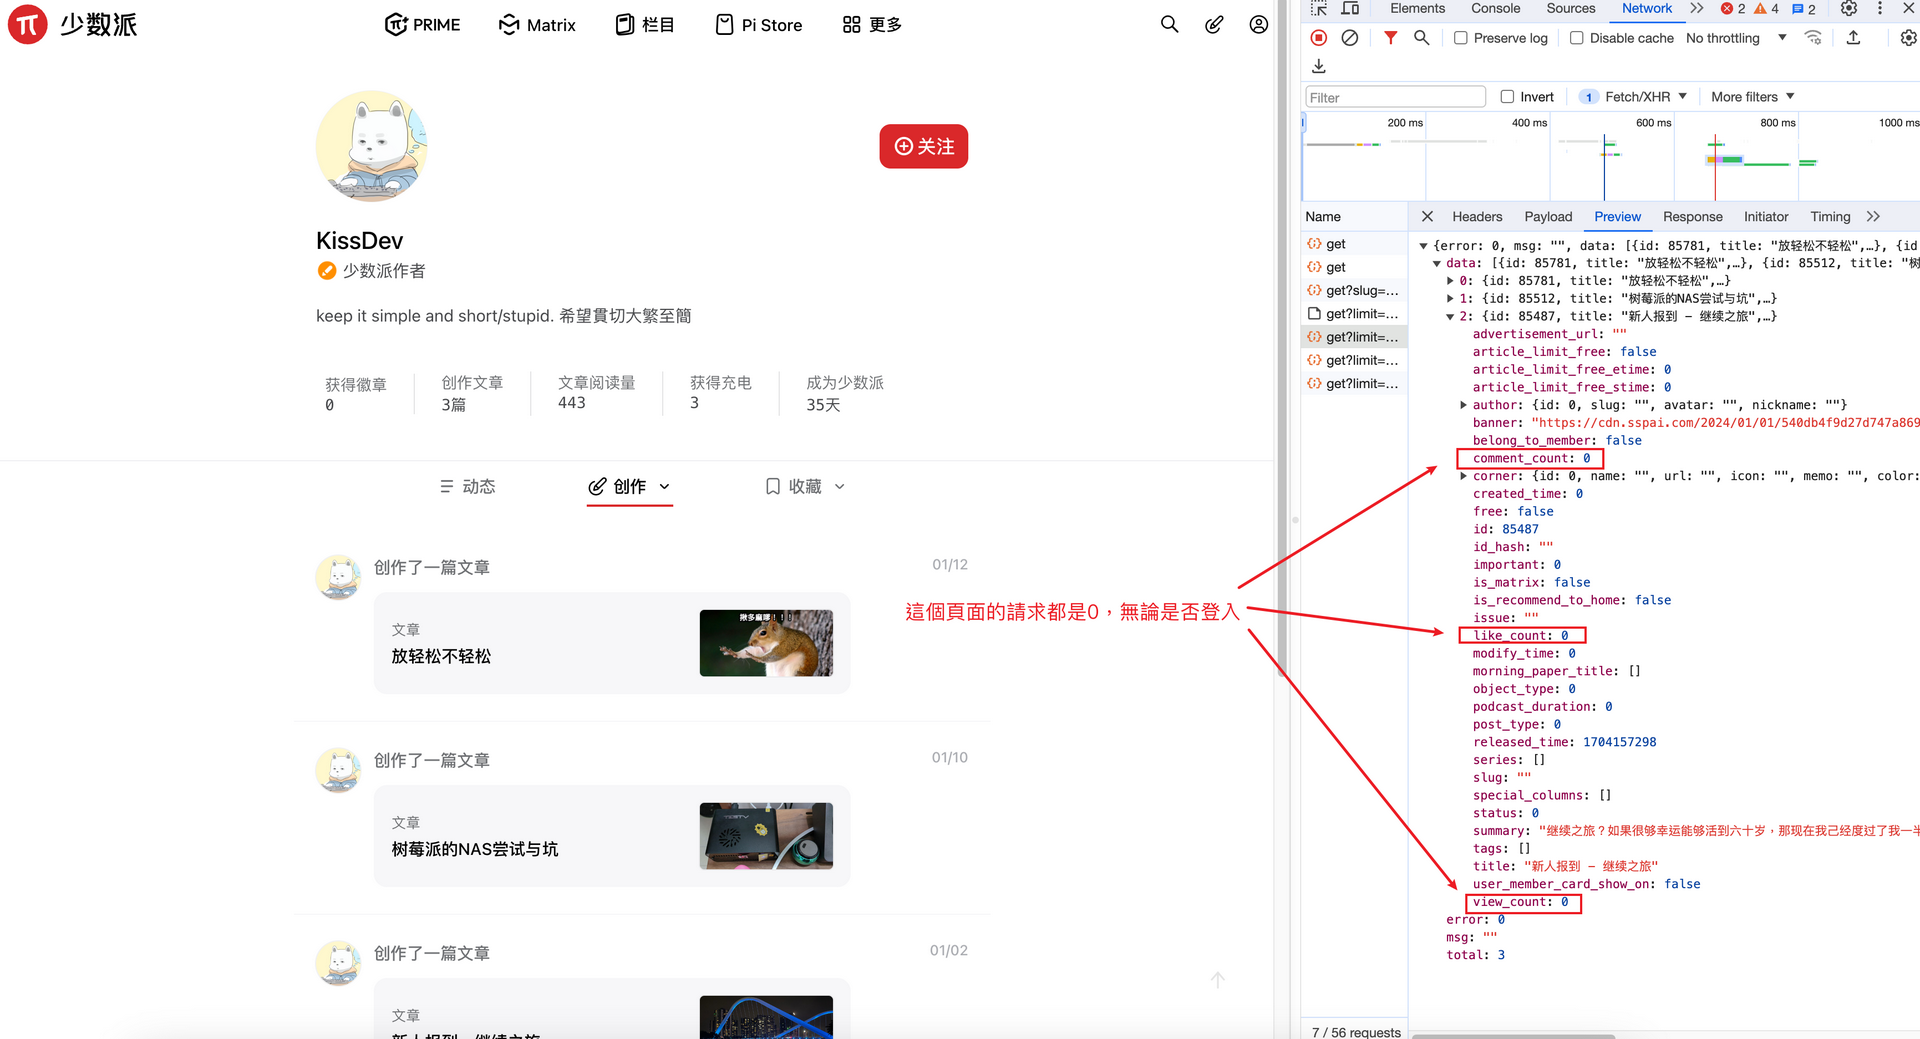 少数派
PRIME
Matrix
栏目
Pi Store
更多
关注
KissDev
少数派作者
keep it simple and short/stupid. 希望貫切大繁至簡
获得徽章
0
创作文章
3篇
文章阅读量
443
获得充电
3
成为少数派
35天
动态
创作
收藏
创作了一篇文章
01/12
文章
放轻松不轻松
揪多麻嘐！！！
创作了一篇文章
01/10
文章
树莓派的NAS尝试与坑
创作了一篇文章
01/02
文章
新人报到 – 继续之旅
這個頁面的請求都是0，無論是否登入
Elements
Console
Sources
Network
2
4
2
Preserve log
Disable cache
No throttling
Filter
Invert
1
Fetch/XHR
More filters
200 ms
400 ms
600 ms
800 ms
1000 ms
Name
Headers
Payload
Preview
Response
Initiator
Timing
get
get
get?slug=...
get?limit=...
get?limit=...
get?limit=...
get?limit=...
{error: 0, msg: "", data: [{id: 85781, title: "放轻松不轻松",…}, {id
data: [{id: 85781, title: "放轻松不轻松",…}, {id: 85512, title: "树
0: {id: 85781, title: "放轻松不轻松",…}
1: {id: 85512, title: "树莓派的NAS尝试与坑",…}
2: {id: 85487, title: "新人报到 – 继续之旅",…}
advertisement_url: ""
article_limit_free: false
article_limit_free_etime: 0
article_limit_free_stime: 0
author: {id: 0, slug: "", avatar: "", nickname: ""}
banner: "https://cdn.sspai.com/2024/01/01/540db4f9d27d747a869
belong_to_member: false
comment_count: 0
corner: {id: 0, name: "", url: "", icon: "", memo: "", color:
created_time: 0
free: false
id: 85487
id_hash: ""
important: 0
is_matrix: false
is_recommend_to_home: false
issue: ""
like_count: 0
modify_time: 0
morning_paper_title: []
object_type: 0
podcast_duration: 0
post_type: 0
released_time: 1704157298
series: []
slug: ""
special_columns: []
status: 0
summary: "继续之旅？如果很够幸运能够活到六十岁，那现在我己经度过了我一半
tags: []
title: "新人报到 – 继续之旅"
user_member_card_show_on: false
view_count: 0
error: 0
msg: ""
total: 3
7 / 56 requests